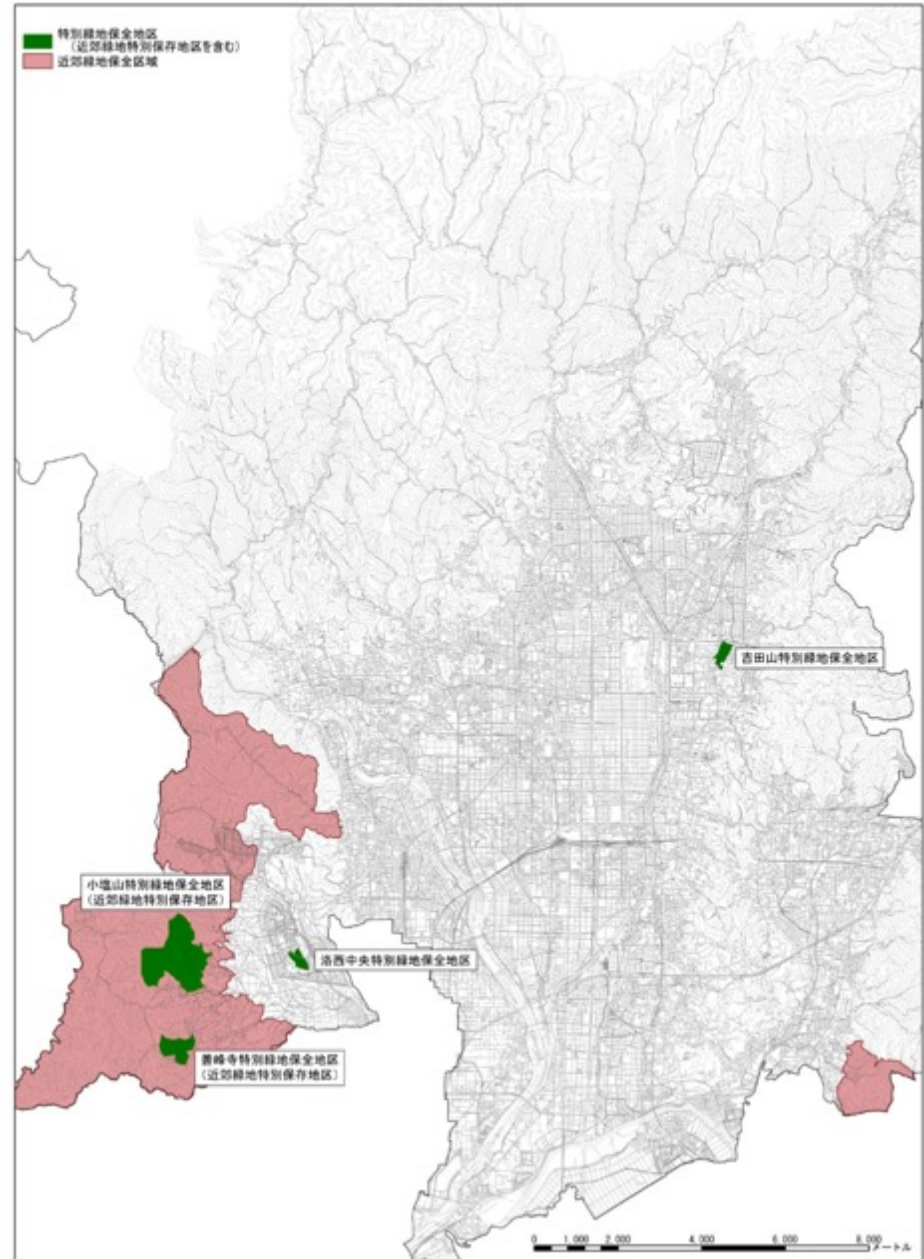 特別緑地保全地区
（近郊緑地特別保存地区を含む）
近郊緑地保全区域
吉田山特別緑地保全地区
小塩山特別緑地保全地区
（近郊緑地特別保存地区）
洛西中央特別緑地保全地区
善峰寺特別緑地保全地区
（近郊緑地特別保存地区）
0 1,000 2,000 4,000 6,000 8,000
メートル